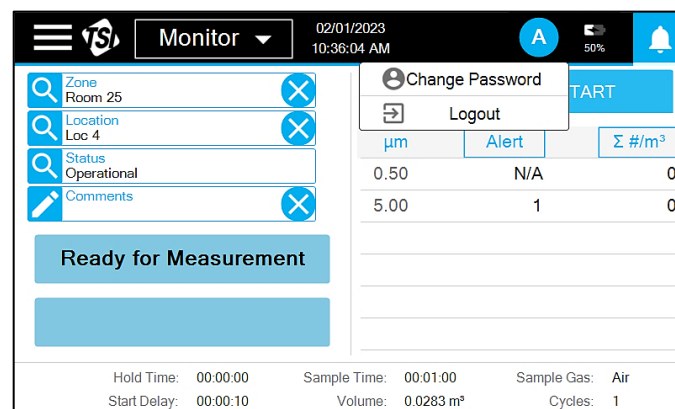 TSI Monitor 02/01/2023
10:36:04 AM
A
50%
Change Password
Logout
TART
Zone
Room 25
Location
Loc 4
Status
Operational
Comments
Ready for Measurement
µm Alert Σ #/m³
0.50 N/A 0
5.00 1 0
Hold Time: 00:00:00 Sample Time: 00:01:00 Sample Gas: Air
Start Delay: 00:00:10 Volume: 0.0283 m³ Cycles: 1